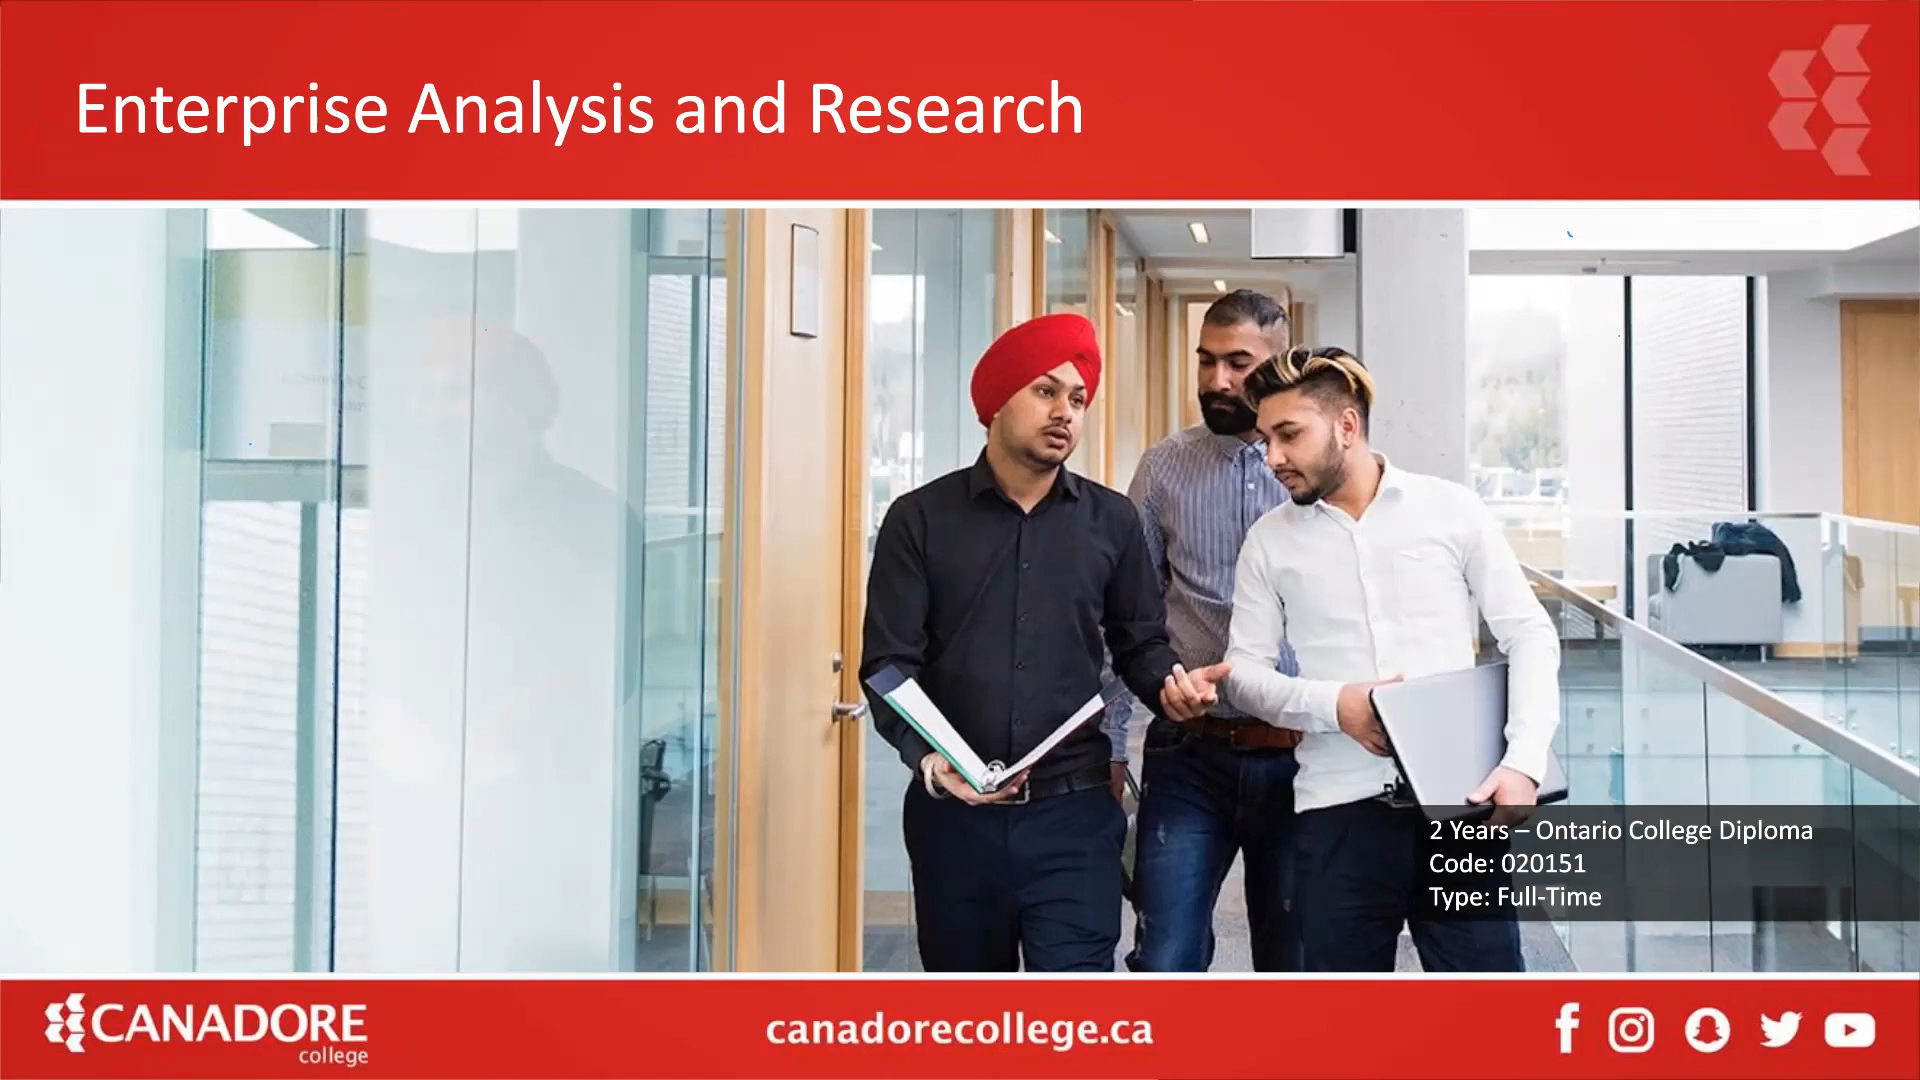 Enterprise Analysis and Research
2 Years – Ontario College Diploma
Code: 020151
Type: Full-Time
CANADORE
college
canadorecollege.ca